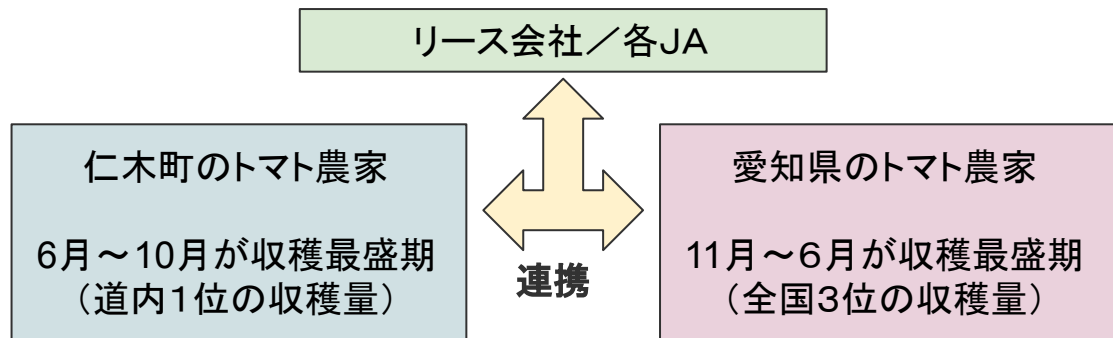 リース会社／各JA
仁木町のトマト農家
6月～10月が収穫最盛期
（道内１位の収穫量）
連携
愛知県のトマト農家
11月～６月が収穫最盛期
（全国３位の収穫量）